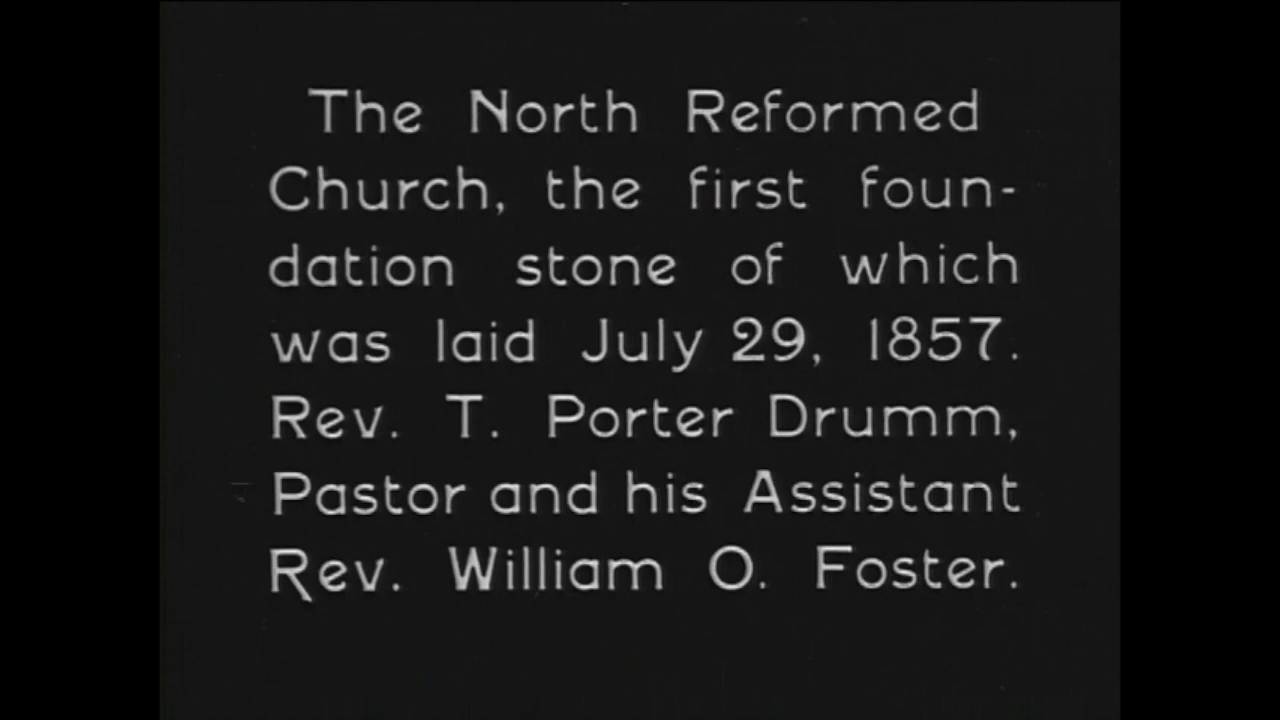 The North Reformed
Church, the first foun-
dation stone of which
was laid July 29, 1857.
Rev. T. Porter Drumm,
Pastor and his Assistant
Rev. William O. Foster.